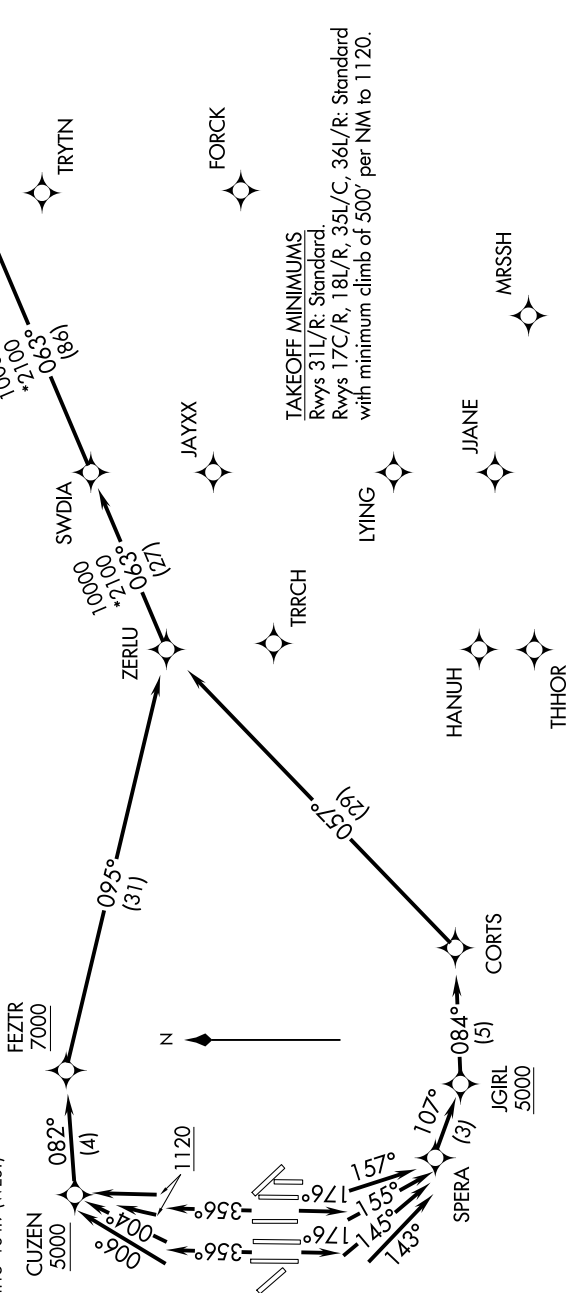 TRYTN
FORCK
*2100
063°
(86)
TAKEOFF MINIMUMS
Rwys 31L/R: Standard.
Rwys 17C/R, 18L/R, 35L/C, 36L/R: Standard
with minimum climb of 500' per NM to 1120.
MRSSH
SWDIA
JAYXX
LYING
JJANE
10000
*2100
063°
(27)
ZERLU
TRRCH
HANUH
THHOR
095°
(31)
057°
(29)
FEZTR
7000
CORTS
N
082°
(4)
084°
(5)
JGIRL
5000
CUZEN
5000
1120
107°
(3)
SPERA
006°
004°
356°
356°
176°
176°
157°
155°
145°
143°